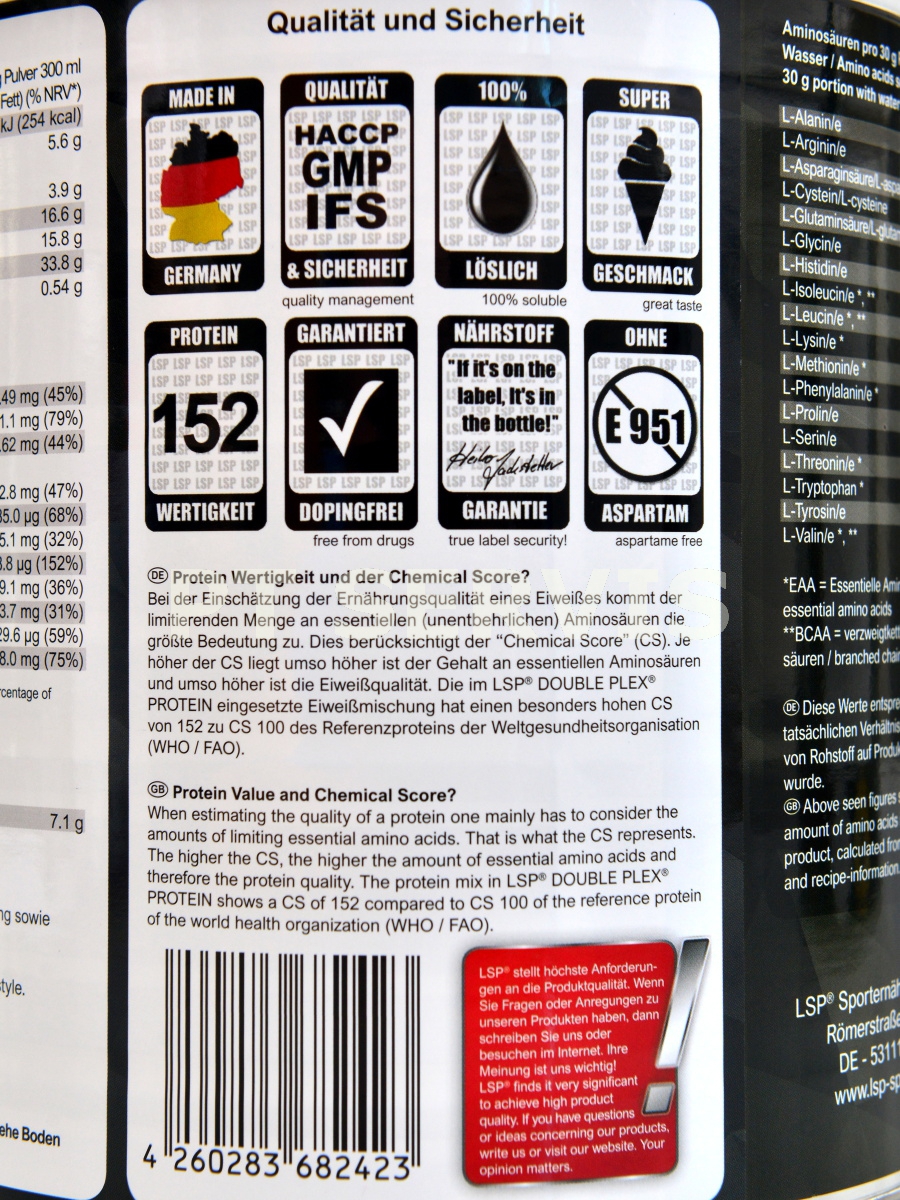 Qualität und Sicherheit
MADE IN
GERMANY
QUALITÄT
HACCP
GMP
IFS
& SICHERHEIT
quality management
100%
LÖSLICH
100% soluble
SUPER
GESCHMACK
great taste
PROTEIN
152
WERTIGKEIT
GARANTIERT
DOPINGFREI
free from drugs
NÄHRSTOFF
"If it's on the
label, It's in
the bottle!"
GARANTIE
true label security!
OHNE
E 951
ASPARTAM
aspartame free
DE Protein Wertigkeit und der Chemical Score?
Bei der Einschätzung der Ernährungsqualität eines Eiweißes kommt der
limitierenden Menge an essentiellen (unentbehrlichen) Aminosäuren die
größte Bedeutung zu. Dies berücksichtigt der "Chemical Score" (CS). Je
höher der CS liegt umso höher ist der Gehalt an essentiellen Aminosäuren
und umso höher ist die Eiweißqualität. Die im LSP® DOUBLE PLEX®
PROTEIN eingesetzte Eiweißmischung hat einen besonders hohen CS
von 152 zu CS 100 des Referenzproteins der Weltgesundheitsorganisation
(WHO / FAO).
GB Protein Value and Chemical Score?
When estimating the quality of a protein one mainly has to consider the
amounts of limiting essential amino acids. That is what the CS represents.
The higher the CS, the higher the amount of essential amino acids and
therefore the protein quality. The protein mix in LSP® DOUBLE PLEX®
PROTEIN shows a CS of 152 compared to CS 100 of the reference protein
of the world health organization (WHO / FAO).
4 260283 682423
LSP® stellt höchste Anforderun-
gen an die Produktqualität. Wenn
Sie Fragen oder Anregungen zu
unseren Produkten haben, dann
schreiben Sie uns oder
besuchen im Internet. Ihre
Meinung ist uns wichtig!
LSP® finds it very significant
to achieve high product
quality. If you have questions
or ideas concerning our products,
write us or visit our website. Your
opinion matters.
Pulver 300 ml
Fett) (% NRV*)
kJ (254 kcal)
5.6 g
3.9 g
16.6 g
15.8 g
33.8 g
0.54 g
.49 mg (45%)
1.1 mg (79%)
.62 mg (44%)
2.8 mg (47%)
35.0 µg (68%)
5.1 mg (32%)
3.8 µg (152%)
9.1 mg (36%)
3.7 mg (31%)
29.6 µg (59%)
8.0 mg (75%)
of
7.1 g
sowie
style.
Boden
Aminosäuren pro 30 g
Wasser / Amino acids
30 g portion with water
L-Alanin/e
L-Arginin/e
L-Asparaginsäure/L-aspa
L-Cystein/L-cysteine
L-Glutaminsäure/L-glutam
L-Glycin/e
L-Histidin/e
L-Isoleucin/e *, **
L-Leucin/e *, **
L-Lysin/e *
L-Methionin/e *
L-Phenylalanin/e *
L-Prolin/e
L-Serin/e
L-Threonin/e *
L-Tryptophan *
L-Tyrosin/e
L-Valin/e *, **
*EAA = Essentielle Ami
essential amino acids
**BCAA = verzweigtkett
säuren / branched chain
DE Diese Werte entspre
tatsächlichen Verhältnis
von Rohstoff auf Produk
wurde.
GB Above seen figures
amount of amino acids
product, calculated from
and recipe-information.
LSP® Sporternäh
Römerstraße
DE - 5311
www.lsp-sp